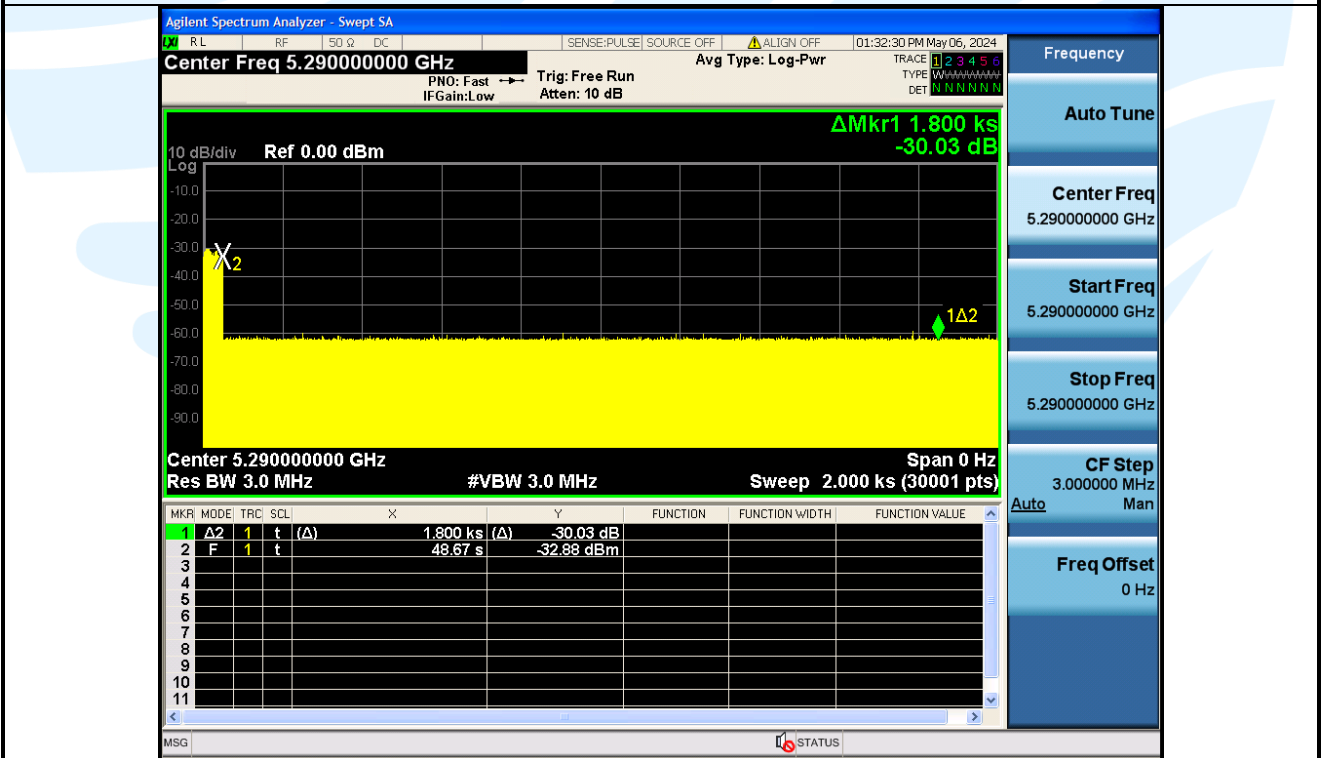 Agilent Spectrum Analyzer - Swept SA
LXI RL RF 50 Ω DC SENSE:PULSE SOURCE OFF ALIGN OFF 01:32:30 PM May 06, 2024
Center Freq 5.290000000 GHz Avg Type: Log-Pwr TRACE 1 2 3 4 5 6
PNO: Fast Trig: Free Run TYPE WWWWWW
IFGain:Low Atten: 10 dB DET N N N N N N
ΔMkr1 1.800 ks
-30.03 dB
10 dB/div Ref 0.00 dBm
Log
-10.0
-20.0
-30.0
2
-40.0
-50.0
1Δ2
-60.0
-70.0
-80.0
-90.0
Center 5.290000000 GHz Span 0 Hz
Res BW 3.0 MHz #VBW 3.0 MHz Sweep 2.000 ks (30001 pts)
MKR MODE TRC SCL X Y FUNCTION FUNCTION WIDTH FUNCTION VALUE
1 Δ2 1 t (Δ) 1.800 ks (Δ) -30.03 dB
2 F 1 t 48.67 s -32.88 dBm
3
4
5
6
7
8
9
10
11
MSG STATUS
Frequency
Auto Tune
Center Freq
5.290000000 GHz
Start Freq
5.290000000 GHz
Stop Freq
5.290000000 GHz
CF Step
3.000000 MHz
Auto Man
Freq Offset
0 Hz